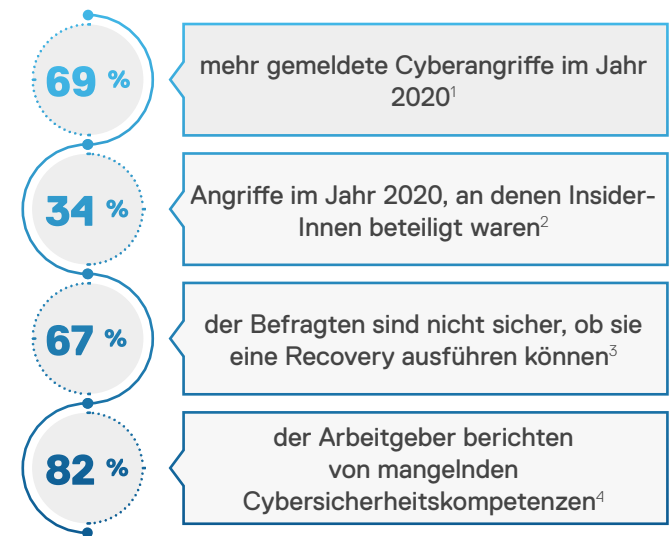 69 %
mehr gemeldete Cyberangriffe im Jahr
2020¹
34 %
Angriffe im Jahr 2020, an denen Insider-
Innen beteiligt waren²
67 %
der Befragten sind nicht sicher, ob sie
eine Recovery ausführen können³
82 %
der Arbeitgeber berichten
von mangelnden
Cybersicherheitskompetenzen⁴